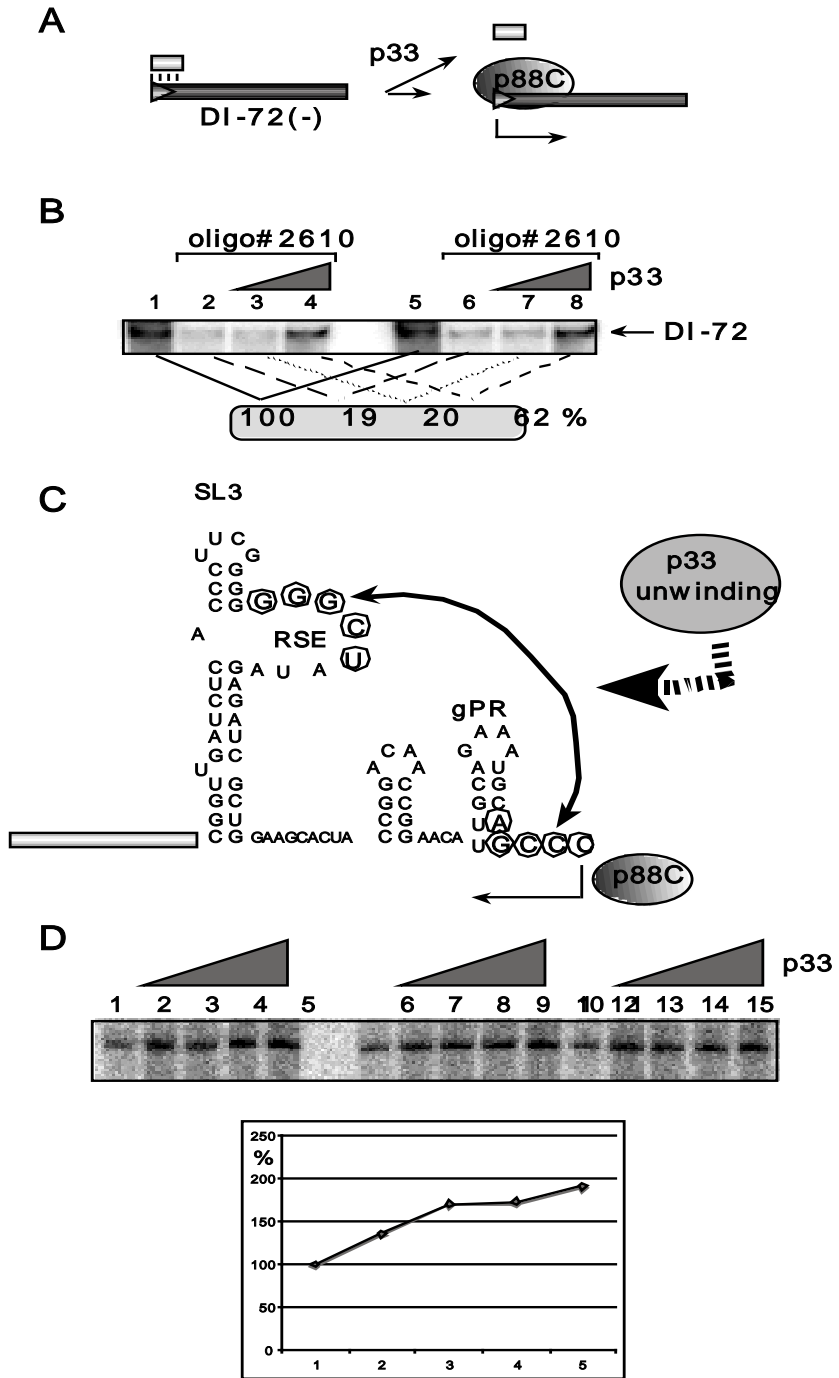 A
p33
p88C
DI-72(-)
B
oligo#2610 oligo#2610
p33
1 2 3 4 5 6 7 8
DI-72
100 19 20 62 %
C
SL3
U C
U G
C G
C G
C G G G G
C
A RSE
U
C G A U A
U A
C G
U A
A U
G C
U
U G
G C
G U
C G GAAGCACUA
C A
A A
G C
G C
C G
C G AACA
gPR
A A
G A
A U
C G
G C
U A
U G C C C
p33
unwinding
p88C
D
p33
1 2 3 4 5 6 7 8 9 10 12 13 14 15
250
%
200
150
100
50
0
1 2 3 4 5